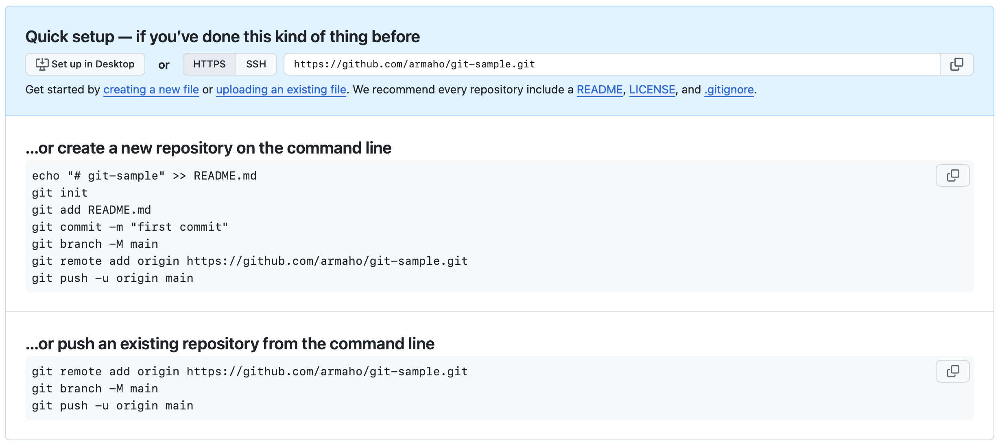 Quick setup — if you’ve done this kind of thing before
Set up in Desktop or HTTPS SSH https://github.com/armaho/git-sample.git
Get started by creating a new file or uploading an existing file. We recommend every repository include a README, LICENSE, and .gitignore.
…or create a new repository on the command line
echo "# git-sample" >> README.md
git init
git add README.md
git commit -m "first commit"
git branch -M main
git remote add origin https://github.com/armaho/git-sample.git
git push -u origin main
…or push an existing repository from the command line
git remote add origin https://github.com/armaho/git-sample.git
git branch -M main
git push -u origin main